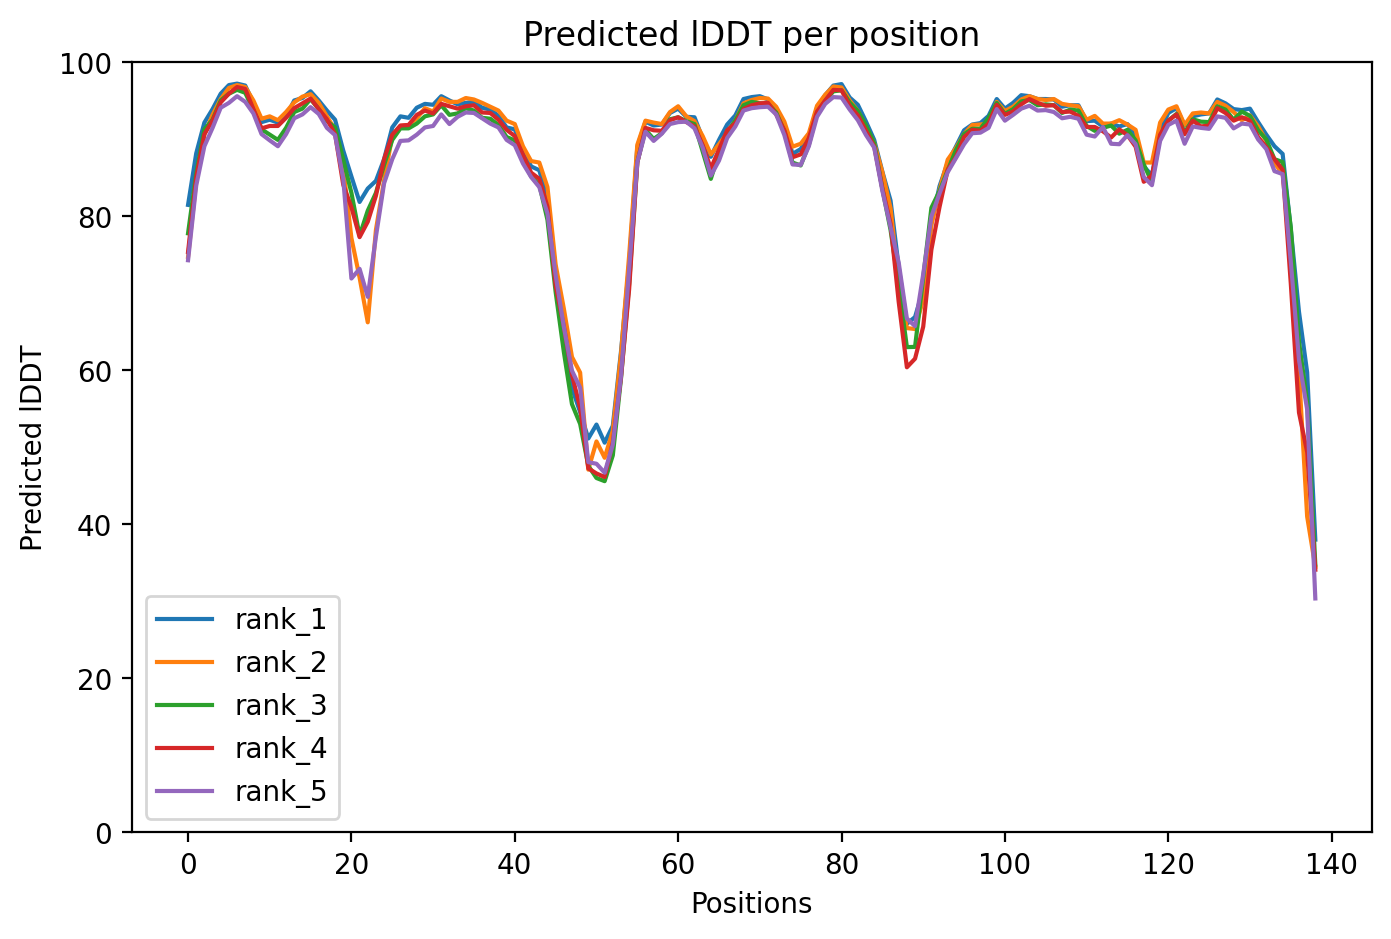 Predicted lDDT per position
100
80
60
40
20
0
Predicted lDDT
rank_1
rank_2
rank_3
rank_4
rank_5
0 20 40 60 80 100 120 140
Positions